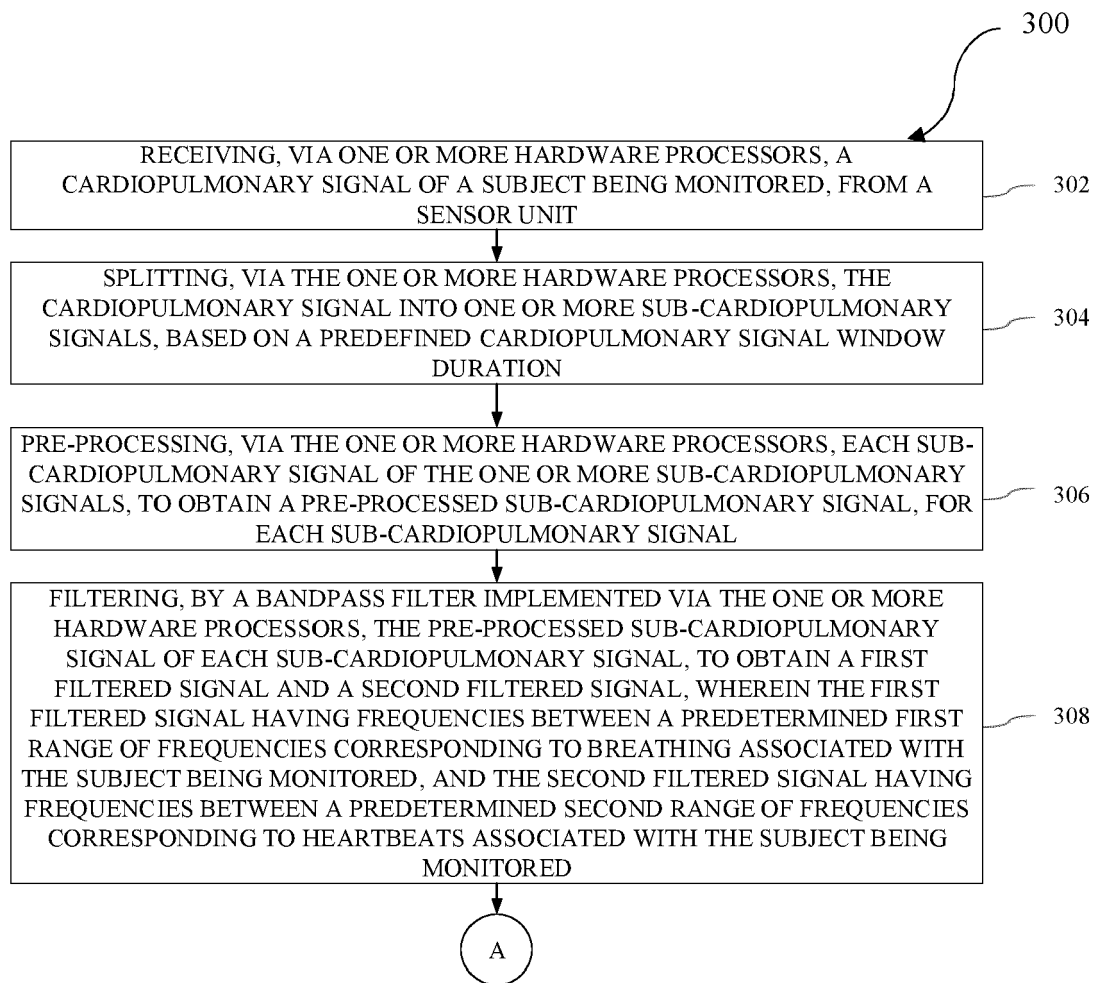 300
RECEIVING, VIA ONE OR MORE HARDWARE PROCESSORS, A
CARDIOPULMONARY SIGNAL OF A SUBJECT BEING MONITORED, FROM A
SENSOR UNIT
302
SPLITTING, VIA THE ONE OR MORE HARDWARE PROCESSORS, THE
CARDIOPULMONARY SIGNAL INTO ONE OR MORE SUB-CARDIOPULMONARY
SIGNALS, BASED ON A PREDEFINED CARDIOPULMONARY SIGNAL WINDOW
DURATION
304
PRE-PROCESSING, VIA THE ONE OR MORE HARDWARE PROCESSORS, EACH SUB-
CARDIOPULMONARY SIGNAL OF THE ONE OR MORE SUB-CARDIOPULMONARY
SIGNALS, TO OBTAIN A PRE-PROCESSED SUB-CARDIOPULMONARY SIGNAL, FOR
EACH SUB-CARDIOPULMONARY SIGNAL
306
FILTERING, BY A BANDPASS FILTER IMPLEMENTED VIA THE ONE OR MORE
HARDWARE PROCESSORS, THE PRE-PROCESSED SUB-CARDIOPULMONARY
SIGNAL OF EACH SUB-CARDIOPULMONARY SIGNAL, TO OBTAIN A FIRST
FILTERED SIGNAL AND A SECOND FILTERED SIGNAL, WHEREIN THE FIRST
FILTERED SIGNAL HAVING FREQUENCIES BETWEEN A PREDETERMINED FIRST
RANGE OF FREQUENCIES CORRESPONDING TO BREATHING ASSOCIATED WITH
THE SUBJECT BEING MONITORED, AND THE SECOND FILTERED SIGNAL HAVING
FREQUENCIES BETWEEN A PREDETERMINED SECOND RANGE OF FREQUENCIES
CORRESPONDING TO HEARTBEATS ASSOCIATED WITH THE SUBJECT BEING
MONITORED
308
A